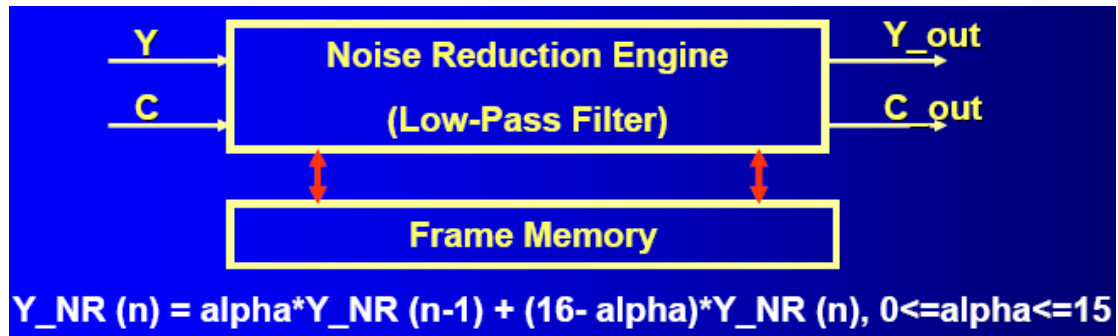 Y
Noise Reduction Engine
Y_out
C
(Low-Pass Filter)
C_out
Frame Memory
Y_NR (n) = alpha*Y_NR (n-1) + (16- alpha)*Y_NR (n), 0<=alpha<=15